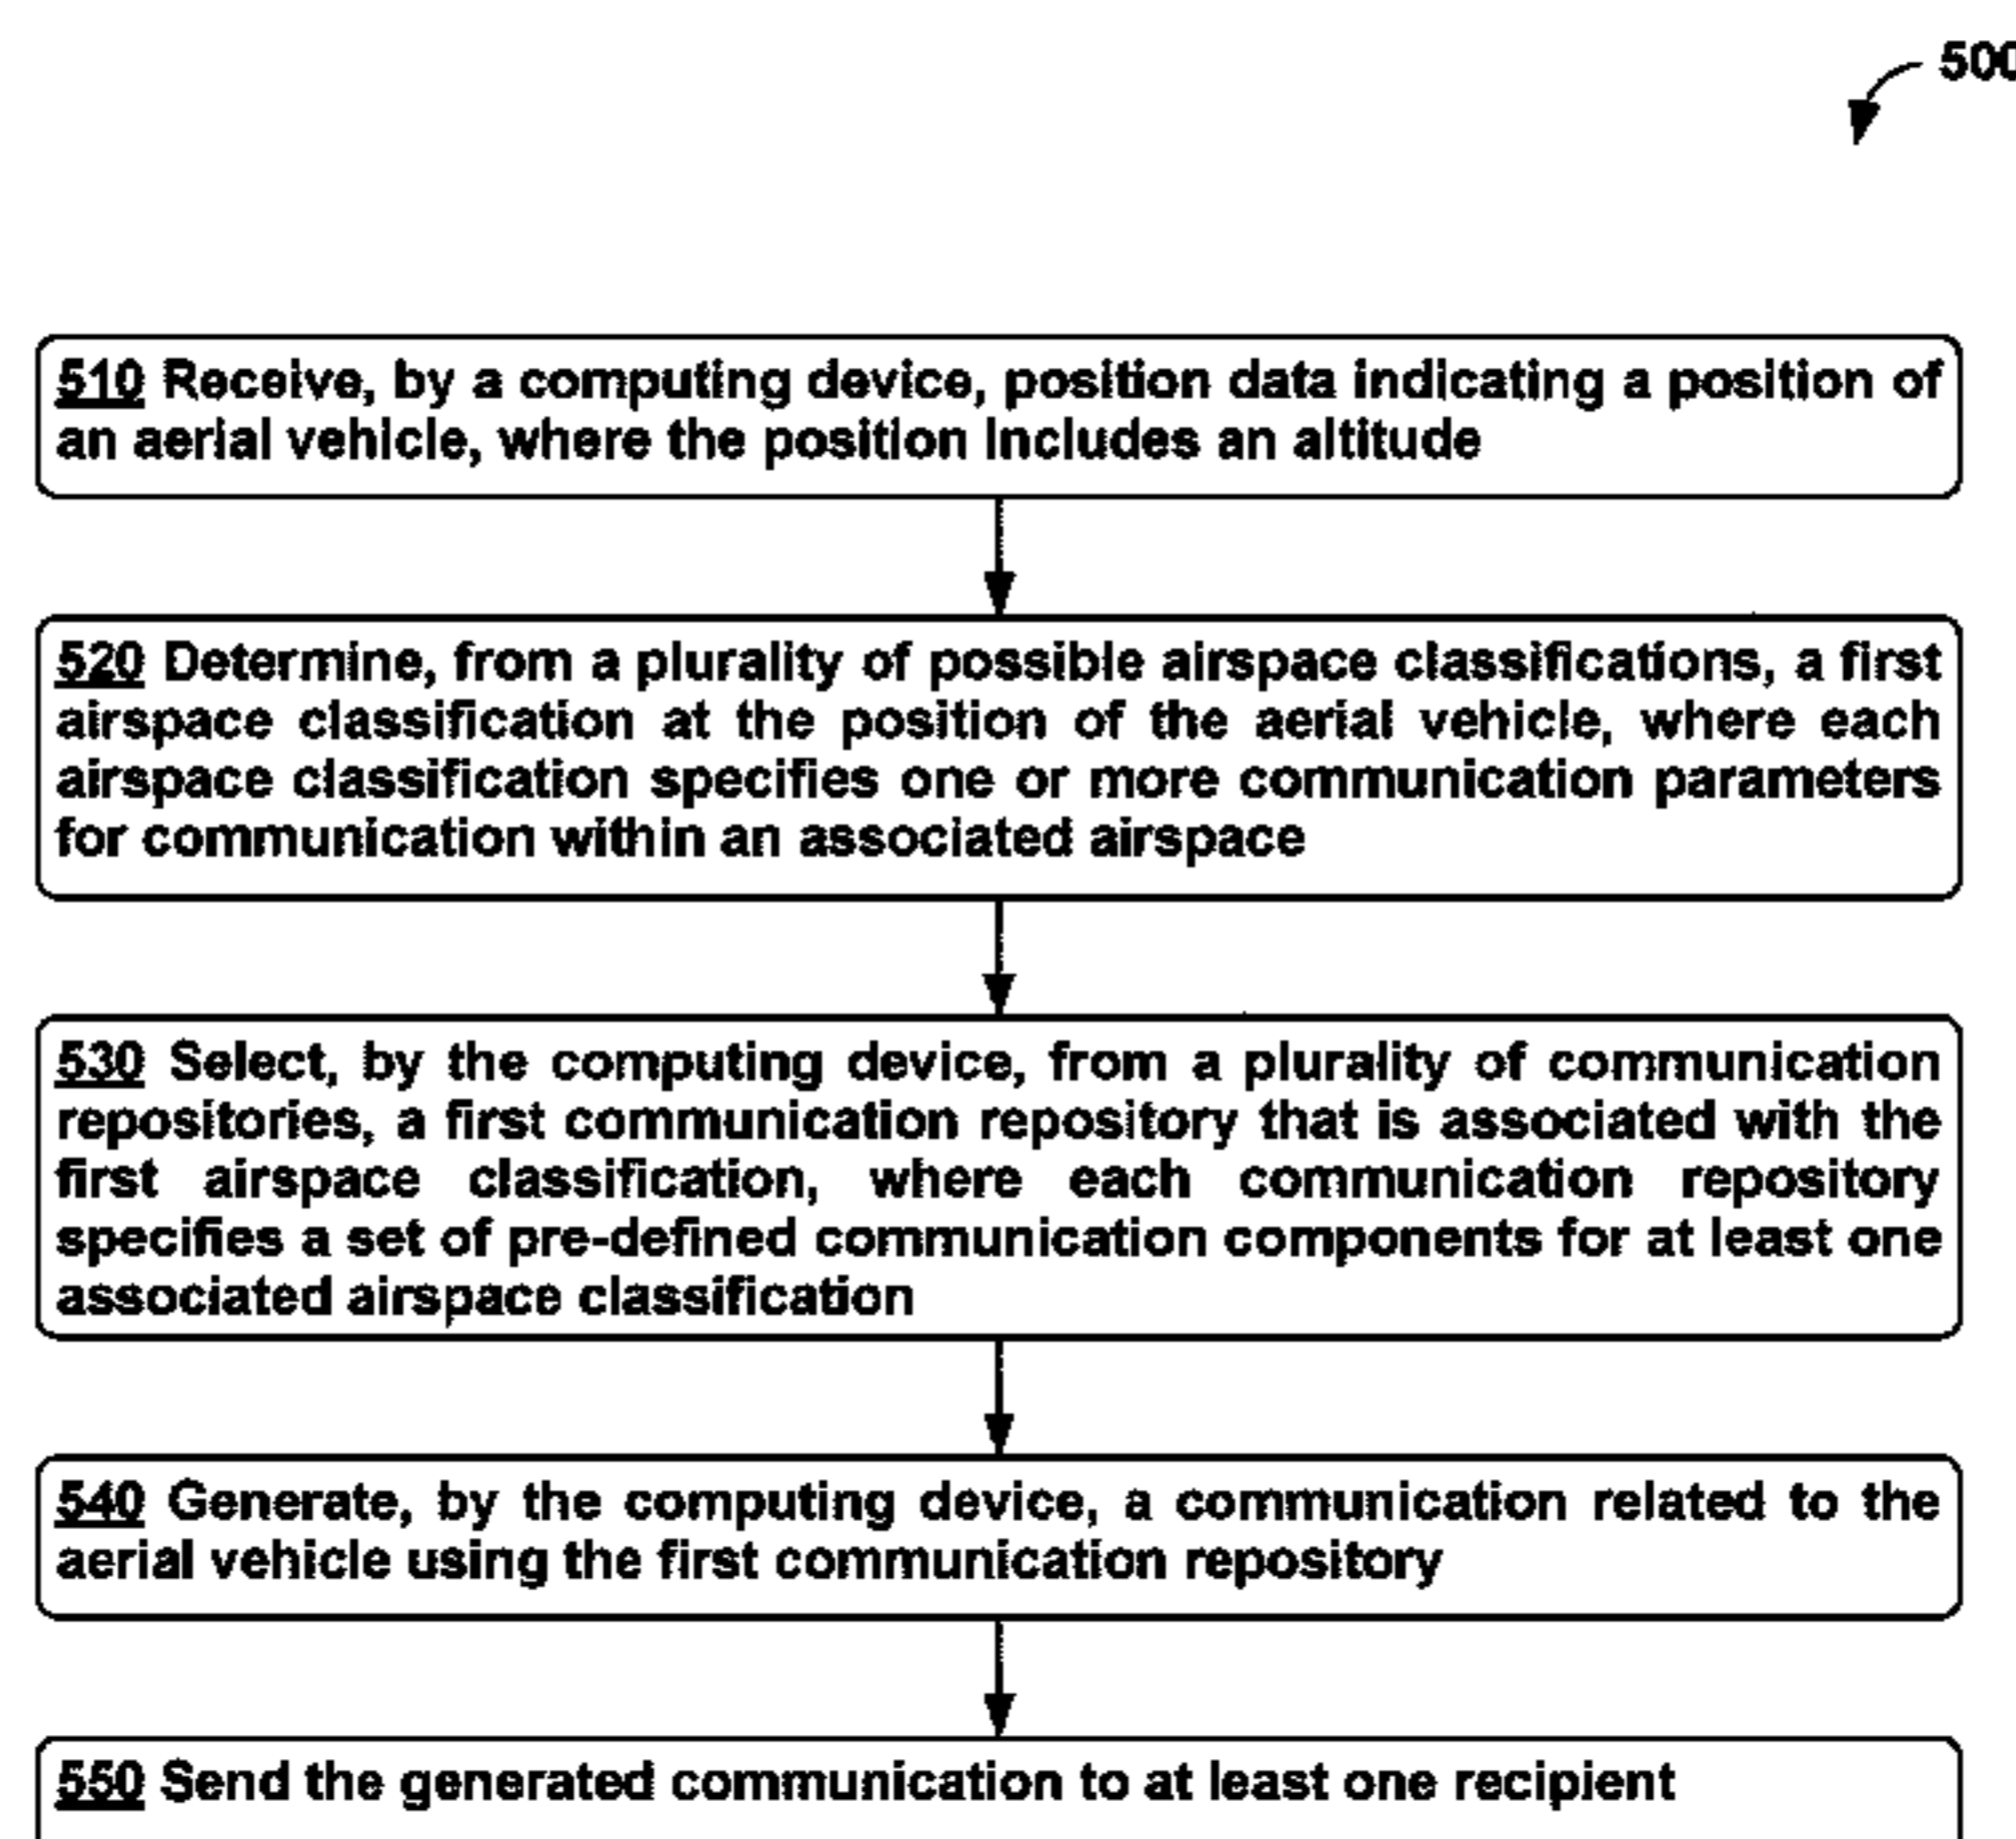 500
510 Receive, by a computing device, position data indicating a position of
an aerial vehicle, where the position includes an altitude
520 Determine, from a plurality of possible airspace classifications, a first
airspace classification at the position of the aerial vehicle, where each
airspace classification specifies one or more communication parameters
for communication within an associated airspace
530 Select, by the computing device, from a plurality of communication
repositories, a first communication repository that is associated with the
first airspace classification, where each communication repository
specifies a set of pre-defined communication components for at least one
associated airspace classification
540 Generate, by the computing device, a communication related to the
aerial vehicle using the first communication repository
550 Send the generated communication to at least one recipient